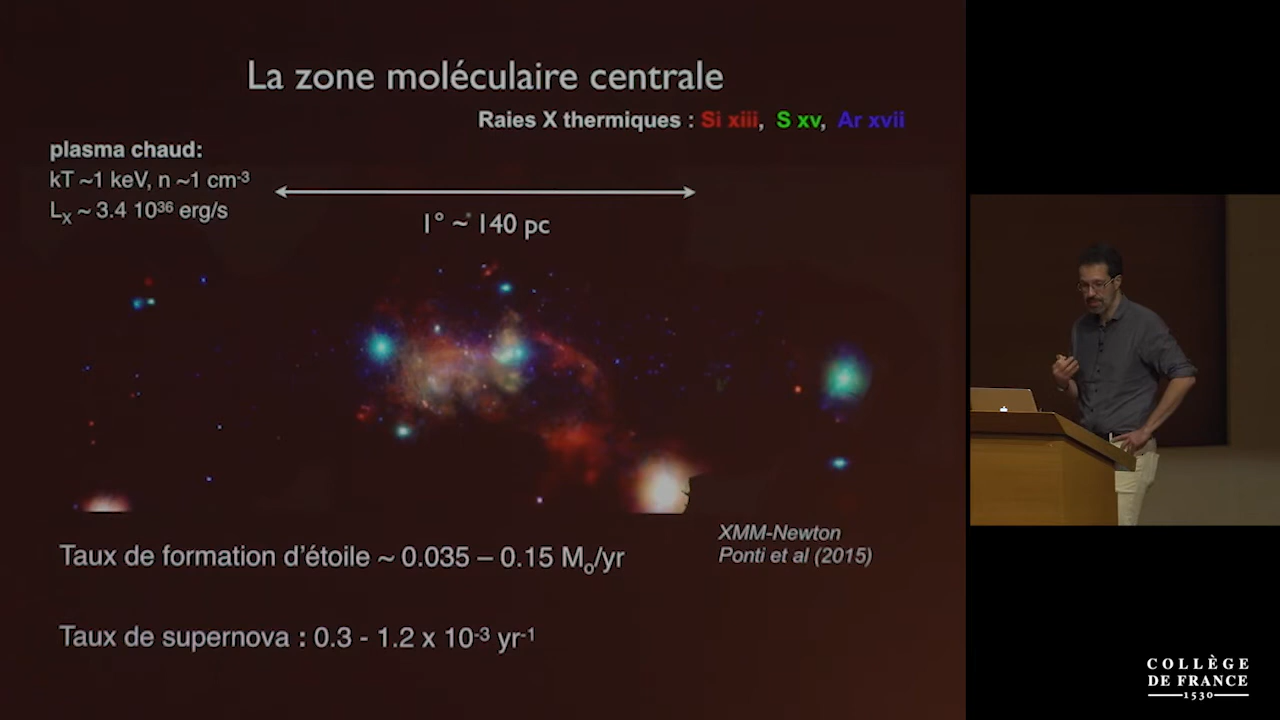 La zone moléculaire centrale
Raies X thermiques : Si xiii, S xv, Ar xvii
plasma chaud:
kT ~1 keV, n ~1 cm-3
LX ~ 3.4 1036 erg/s
1° ~ 140 pc
XMM-Newton
Ponti et al (2015)
Taux de formation d'étoile ~ 0.035 – 0.15 Mo/yr
Taux de supernova : 0.3 - 1.2 x 10-3 yr-1
COLLÈGE
DE FRANCE
1530